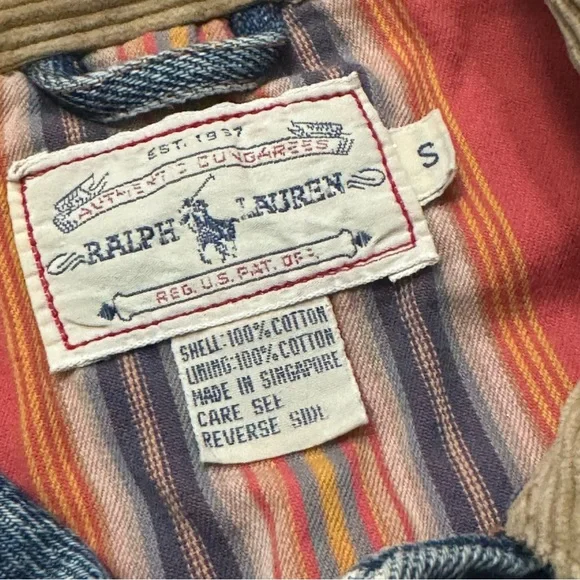 EST. 1967
AUTHENTIC DUNGAREES
RALPH LAUREN
REG. U.S. PAT. OFF.
S
SHELL:100% COTTON
LINING:100% COTTON
MADE IN SINGAPORE
CARE SEE
REVERSE SIDE